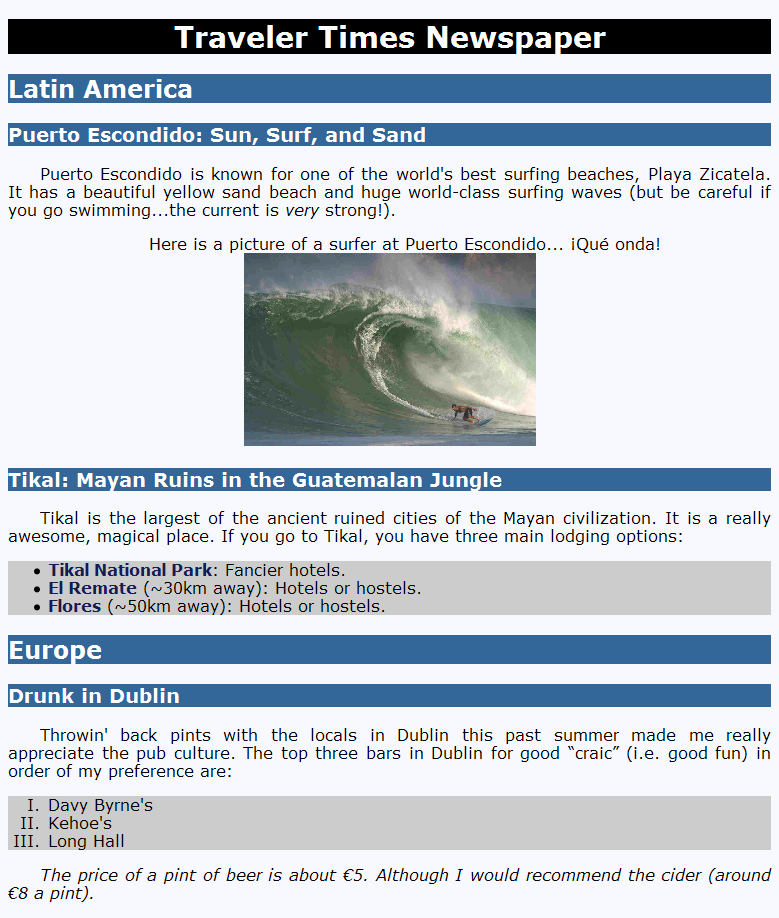 Traveler Times Newspaper
Latin America
Puerto Escondido: Sun, Surf, and Sand
Puerto Escondido is known for one of the world's best surfing beaches, Playa Zicatela.
It has a beautiful yellow sand beach and huge world-class surfing waves (but be careful if
you go swimming...the current is very strong!).
Here is a picture of a surfer at Puerto Escondido... ¡Qué onda!
Tikal: Mayan Ruins in the Guatemalan Jungle
Tikal is the largest of the ancient ruined cities of the Mayan civilization. It is a really
awesome, magical place. If you go to Tikal, you have three main lodging options:
• Tikal National Park: Fancier hotels.
• El Remate (~30km away): Hotels or hostels.
• Flores (~50km away): Hotels or hostels.
Europe
Drunk in Dublin
Throwin' back pints with the locals in Dublin this past summer made me really
appreciate the pub culture. The top three bars in Dublin for good “craic” (i.e. good fun) in
order of my preference are:
I. Davy Byrne's
II. Kehoe's
III. Long Hall
The price of a pint of beer is about €5. Although I would recommend the cider (around
€8 a pint).